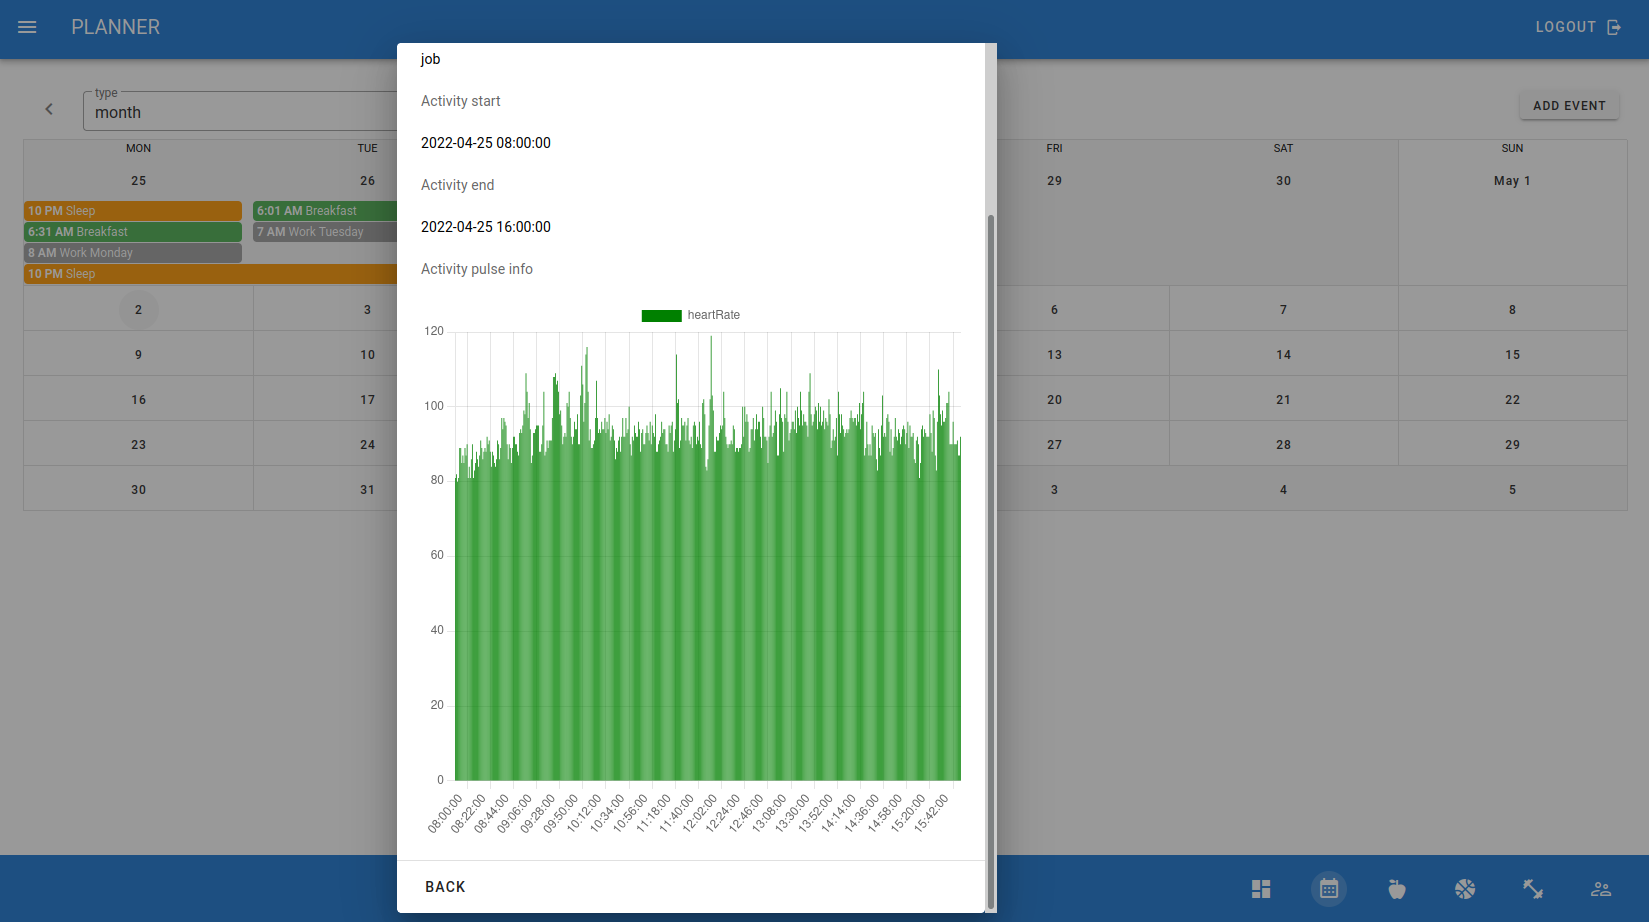 PLANNER
LOGOUT
type
month
ADD EVENT
MON
TUE
FRI
SAT
SUN
25
26
29
30
May 1
10 PM Sleep
6:01 AM Breakfast
6:31 AM Breakfast
7 AM Work Tuesday
8 AM Work Monday
10 PM Sleep
2
3
6
7
8
9
10
13
14
15
16
17
20
21
22
23
24
27
28
29
30
31
3
4
5
job
Activity start
2022-04-25 08:00:00
Activity end
2022-04-25 16:00:00
Activity pulse info
heartRate
120
100
80
60
40
20
0
08:00:00
08:22:00
08:44:00
09:06:00
09:28:00
09:50:00
10:12:00
10:34:00
10:56:00
11:18:00
11:40:00
12:02:00
12:24:00
12:46:00
13:08:00
13:30:00
13:52:00
14:14:00
14:36:00
14:58:00
15:20:00
15:42:00
BACK